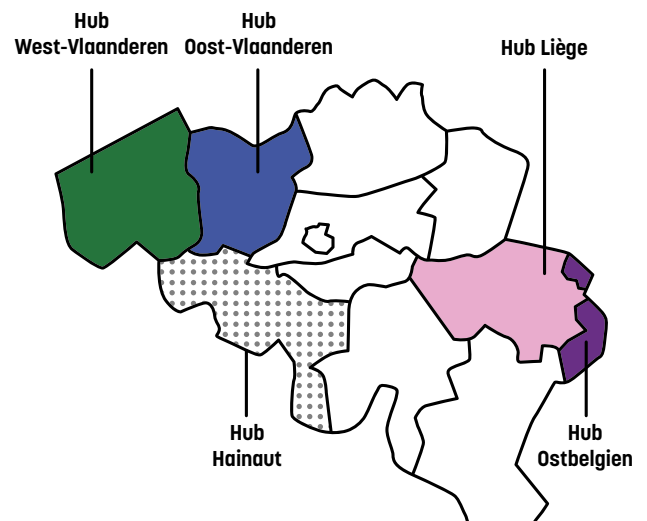 Hub
West-Vlaanderen
Hub
Oost-Vlaanderen
Hub Liège
Hub
Hainaut
Hub
Ostbelgien